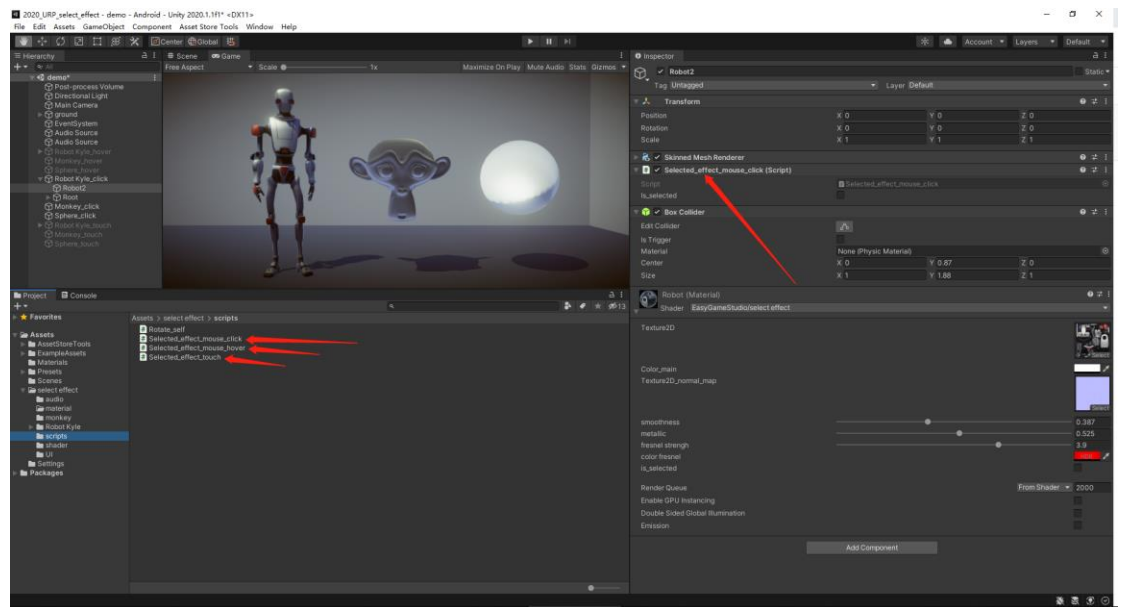 2020_URP_select_effect - demo - Android - Unity 2020.1.1f1* <DX11>
File Edit Assets GameObject Component Asset Store Tools Window Help
Center Global Account Layers Default
Hierarchy Scene Game Inspector
All Free Aspect Scale 1x Maximize On Play Mute Audio Stats Gizmos
demo*
Post-process Volume
Directional Light
Main Camera
ground
EventSystem
Audio Source
Audio Source
Robot Kyle_hover
Monkey_hover
Sphere_hover
Robot Kyle_click
Robot2
Root
Monkey_click
Sphere_click
Robot Kyle_touch
Monkey_touch
Sphere_touch
Robot2 Static
Tag Untagged Layer Default
Transform
Position X 0 Y 0 Z 0
Rotation X 0 Y 0 Z 0
Scale X 1 Y 1 Z 1
Skinned Mesh Renderer
Selected_effect_mouse_click (Script)
Script Selected_effect_mouse_click
Is_selected
Box Collider
Edit Collider
Is Trigger
Material None (Physic Material)
Center X 0 Y 0.87 Z 0
Size X 1 Y 1.88 Z 1
Robot (Material)
Shader EasyGameStudio/select effect
Texture2D
Select
Color_main
Texture2D_normal_map
Select
smoothness 0.387
metallic 0.525
fresnel strengh 3.9
color fresnel HDR
is_selected
Render Queue From Shader 2000
Enable GPU Instancing
Double Sided Global Illumination
Emission
Add Component
Project Console
13
Favorites
Assets
AssetStoreTools
ExampleAssets
Materials
Presets
Scenes
select effect
audio
material
monkey
Robot Kyle
scripts
shader
UI
Settings
Packages
Assets > select effect > scripts
Rotate_self
Selected_effect_mouse_click
Selected_effect_mouse_hover
Selected_effect_touch